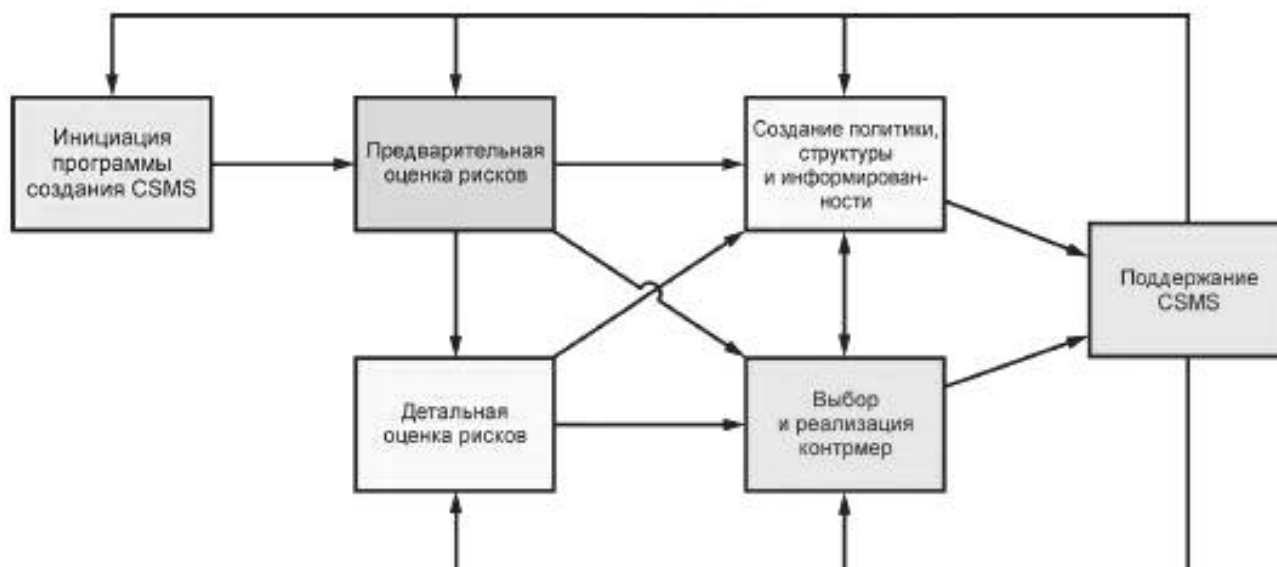 Инициация
программы
создания CSMS
Предварительная
оценка рисков
Создание политики,
структуры
и информирован-
ности
Поддержание
CSMS
Детальная
оценка рисков
Выбор
и реализация
контрмер